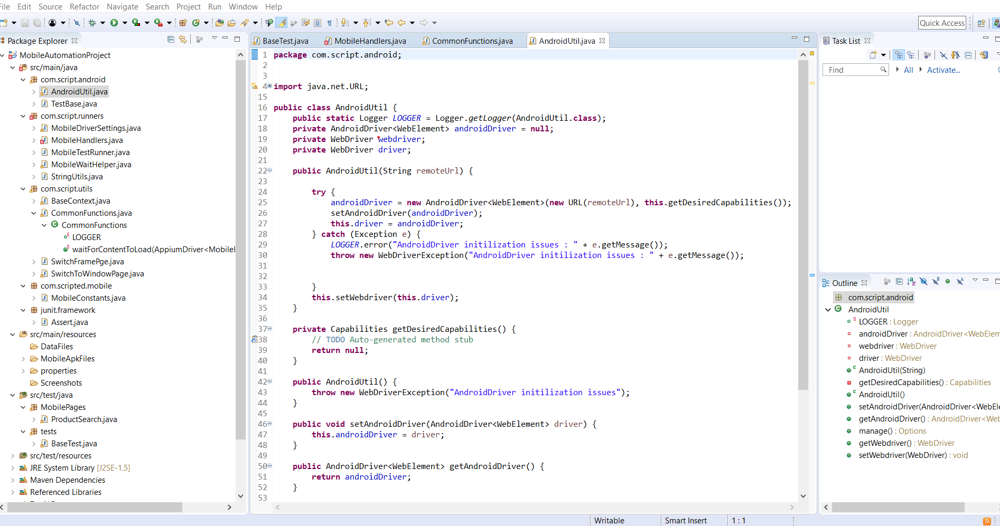 File Edit Source Refactor Navigate Search Project Run Window Help
Quick Access
Package Explorer
MobileAutomationProject
src/main/java
com.script.android
AndroidUtil.java
TestBase.java
com.script.runners
MobileDriverSettings.java
MobileHandlers.java
MobileTestRunner.java
MobileWaitHelper.java
StringUtils.java
com.script.utils
BaseContext.java
CommonFunctions.java
CommonFunctions
LOGGER
waitForContentToLoad(AppiumDriver<MobileE
SwitchFramePge.java
SwitchToWindowPage.java
com.scripted.mobile
MobileConstants.java
junit.framework
Assert.java
src/main/resources
DataFiles
MobileApkFiles
properties
Screenshots
src/test/java
MobilePages
ProductSearch.java
tests
BaseTest.java
src/test/resources
JRE System Library [J2SE-1.5]
Maven Dependencies
Referenced Libraries
BaseTest.java MobileHandlers.java CommonFunctions.java AndroidUtil.java
1 package com.script.android;
2
3
4 import java.net.URL;
15
16 public class AndroidUtil {
17 public static Logger LOGGER = Logger.getLogger(AndroidUtil.class);
18 private AndroidDriver<WebElement> androidDriver = null;
19 private WebDriver webdriver;
20 private WebDriver driver;
21
22 public AndroidUtil(String remoteUrl) {
23
24 try {
25 androidDriver = new AndroidDriver<WebElement>(new URL(remoteUrl), this.getDesiredCapabilities());
26 setAndroidDriver(androidDriver);
27 this.driver = androidDriver;
28 } catch (Exception e) {
29 LOGGER.error("AndroidDriver initilization issues : " + e.getMessage());
30 throw new WebDriverException("AndroidDriver initilization issues : " + e.getMessage());
31
32
33 }
34 this.setWebdriver(this.driver);
35 }
36
37 private Capabilities getDesiredCapabilities() {
38 // TODO Auto-generated method stub
39 return null;
40 }
41
42 public AndroidUtil() {
43 throw new WebDriverException("AndroidDriver initilization issues");
44 }
45
46 public void setAndroidDriver(AndroidDriver<WebElement> driver) {
47 this.androidDriver = driver;
48 }
49
50 public AndroidDriver<WebElement> getAndroidDriver() {
51 return androidDriver;
52 }
53
Task List
Find All Activate...
Outline
com.script.android
AndroidUtil
LOGGER : Logger
androidDriver : AndroidDriver<WebElem
webdriver : WebDriver
driver : WebDriver
AndroidUtil(String)
getDesiredCapabilities() : Capabilities
AndroidUtil()
setAndroidDriver(AndroidDriver<WebEle
getAndroidDriver() : AndroidDriver<Web
manage() : Options
getWebdriver() : WebDriver
setWebdriver(WebDriver) : void
Writable Smart Insert 1 : 1